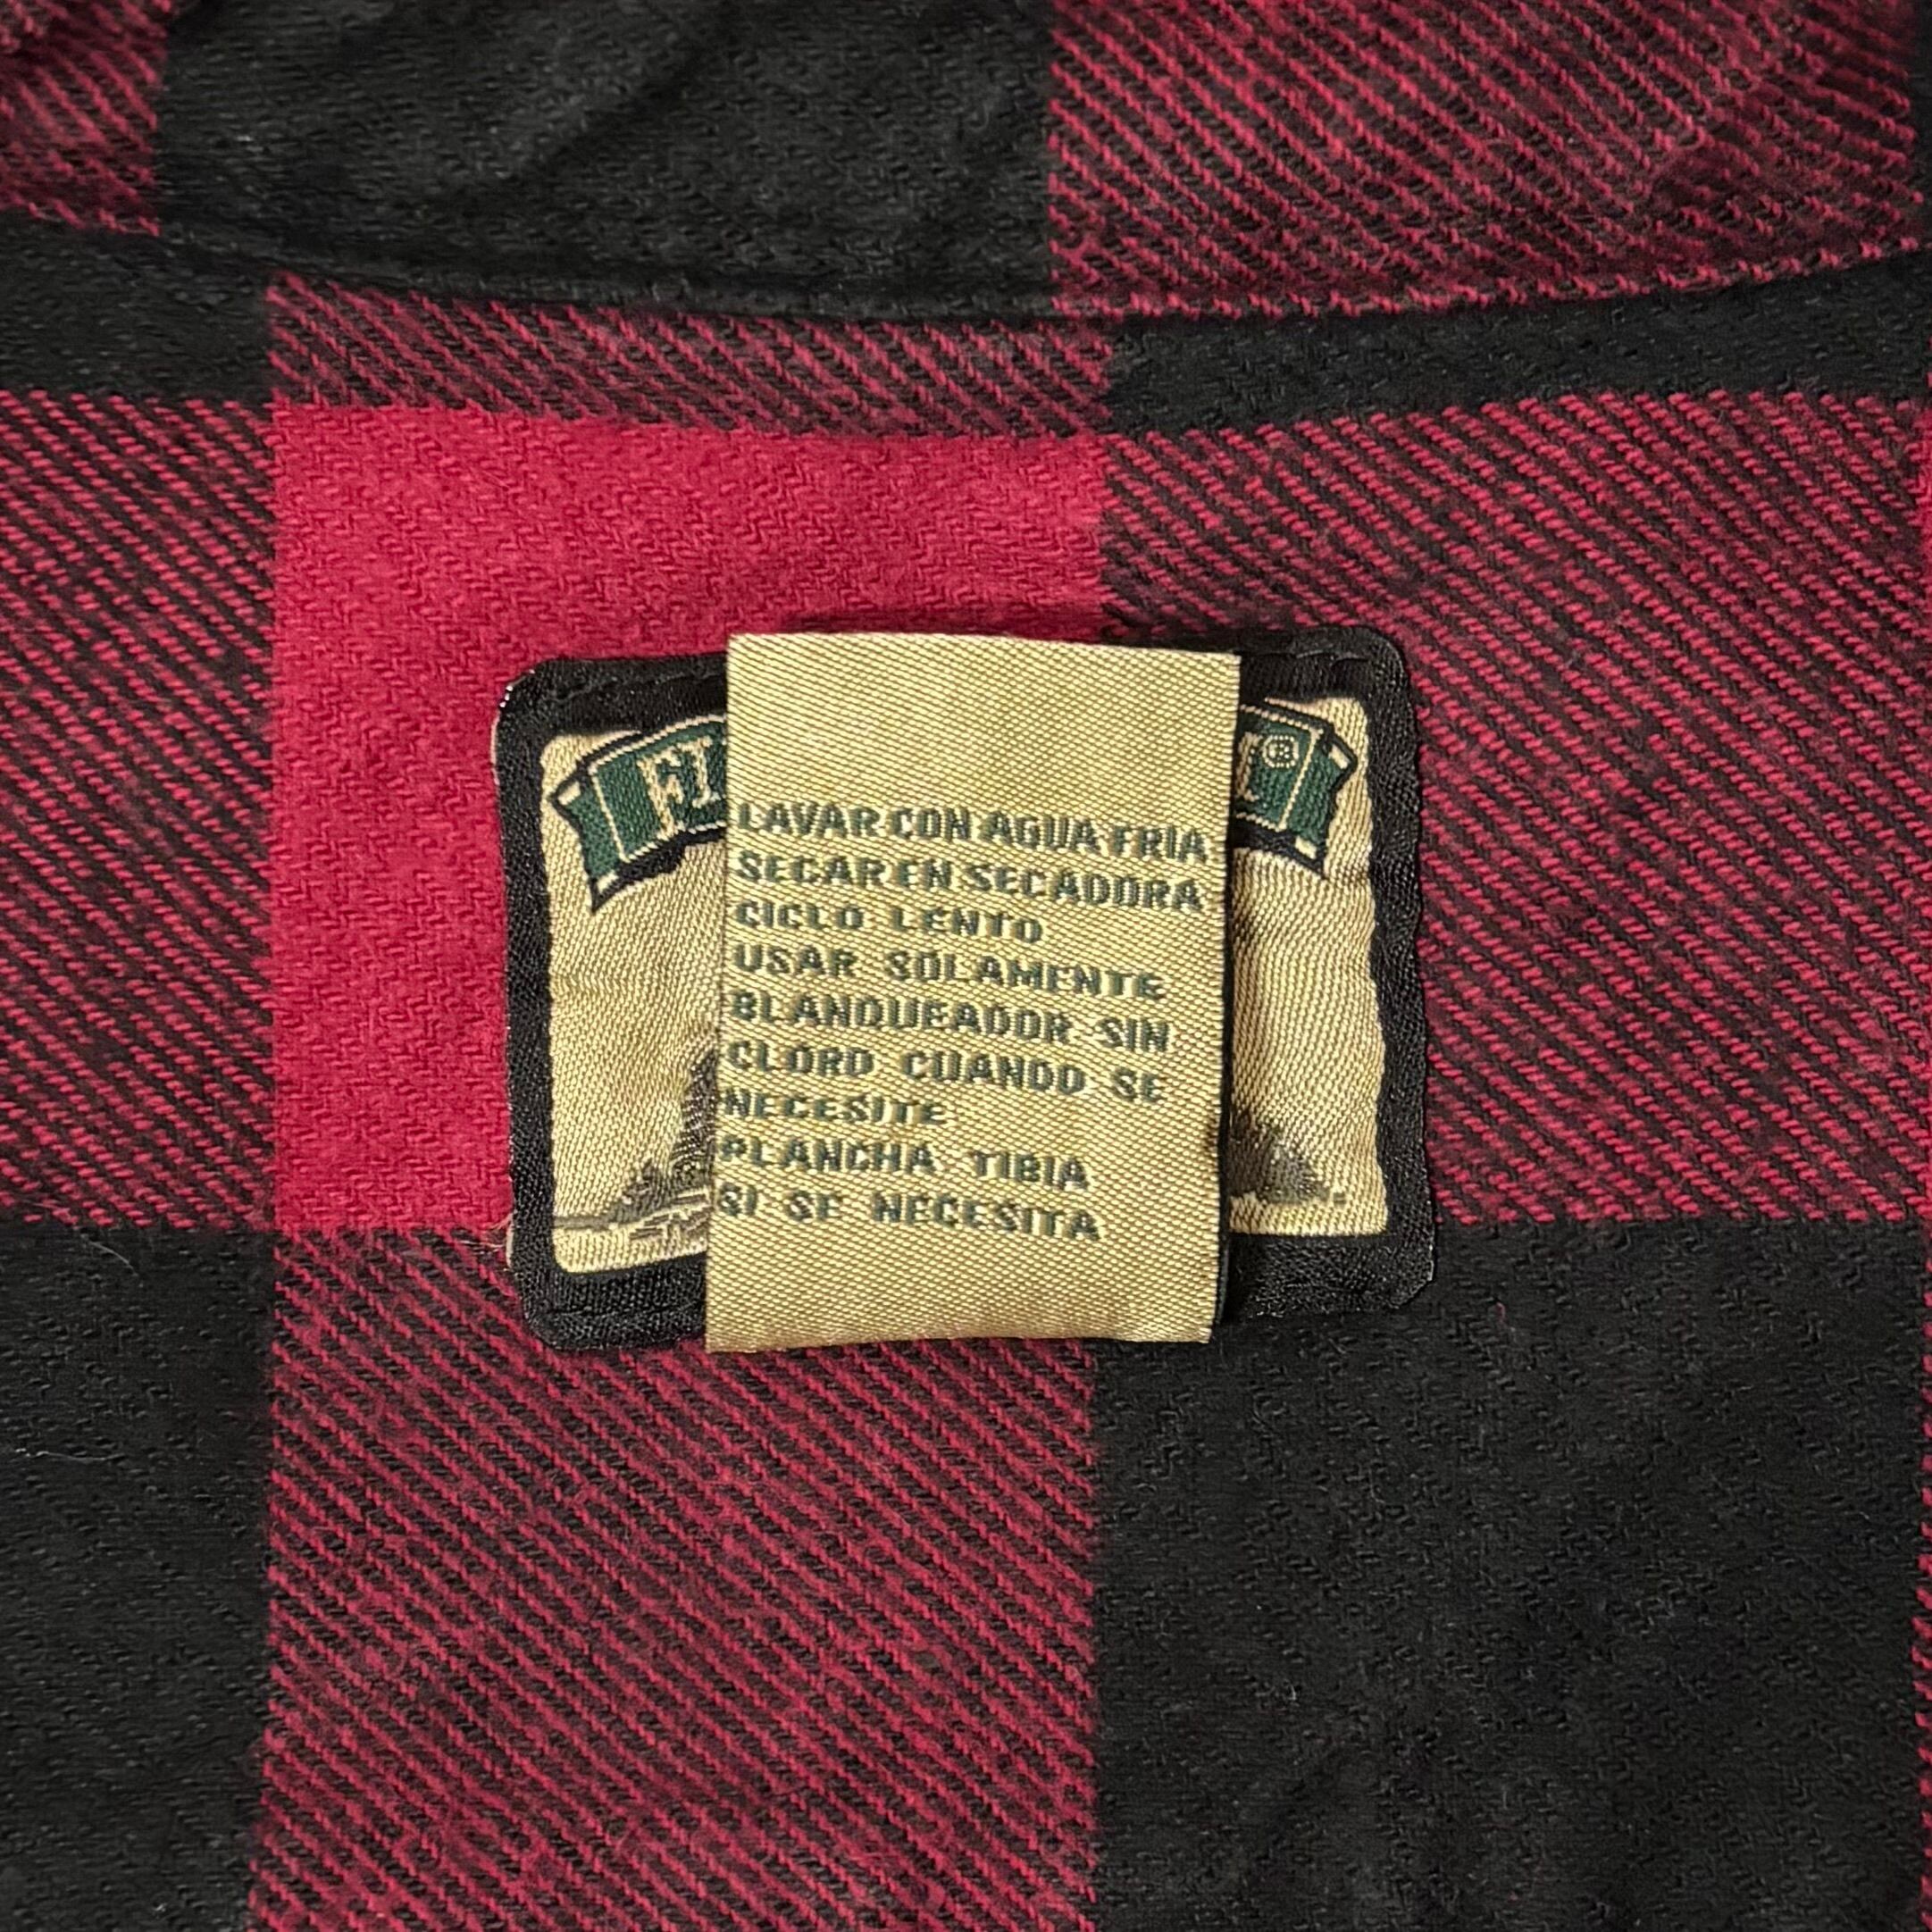 LAVAR CON AGUA FRIA
SECAR EN SECADORA
CICLO LENTO
USAR SOLAMENTE
BLANQUEADOR SIN
CLORO CUANDO SE
NECESITE
PLANCHA TIBIA
SI SE NECESITA